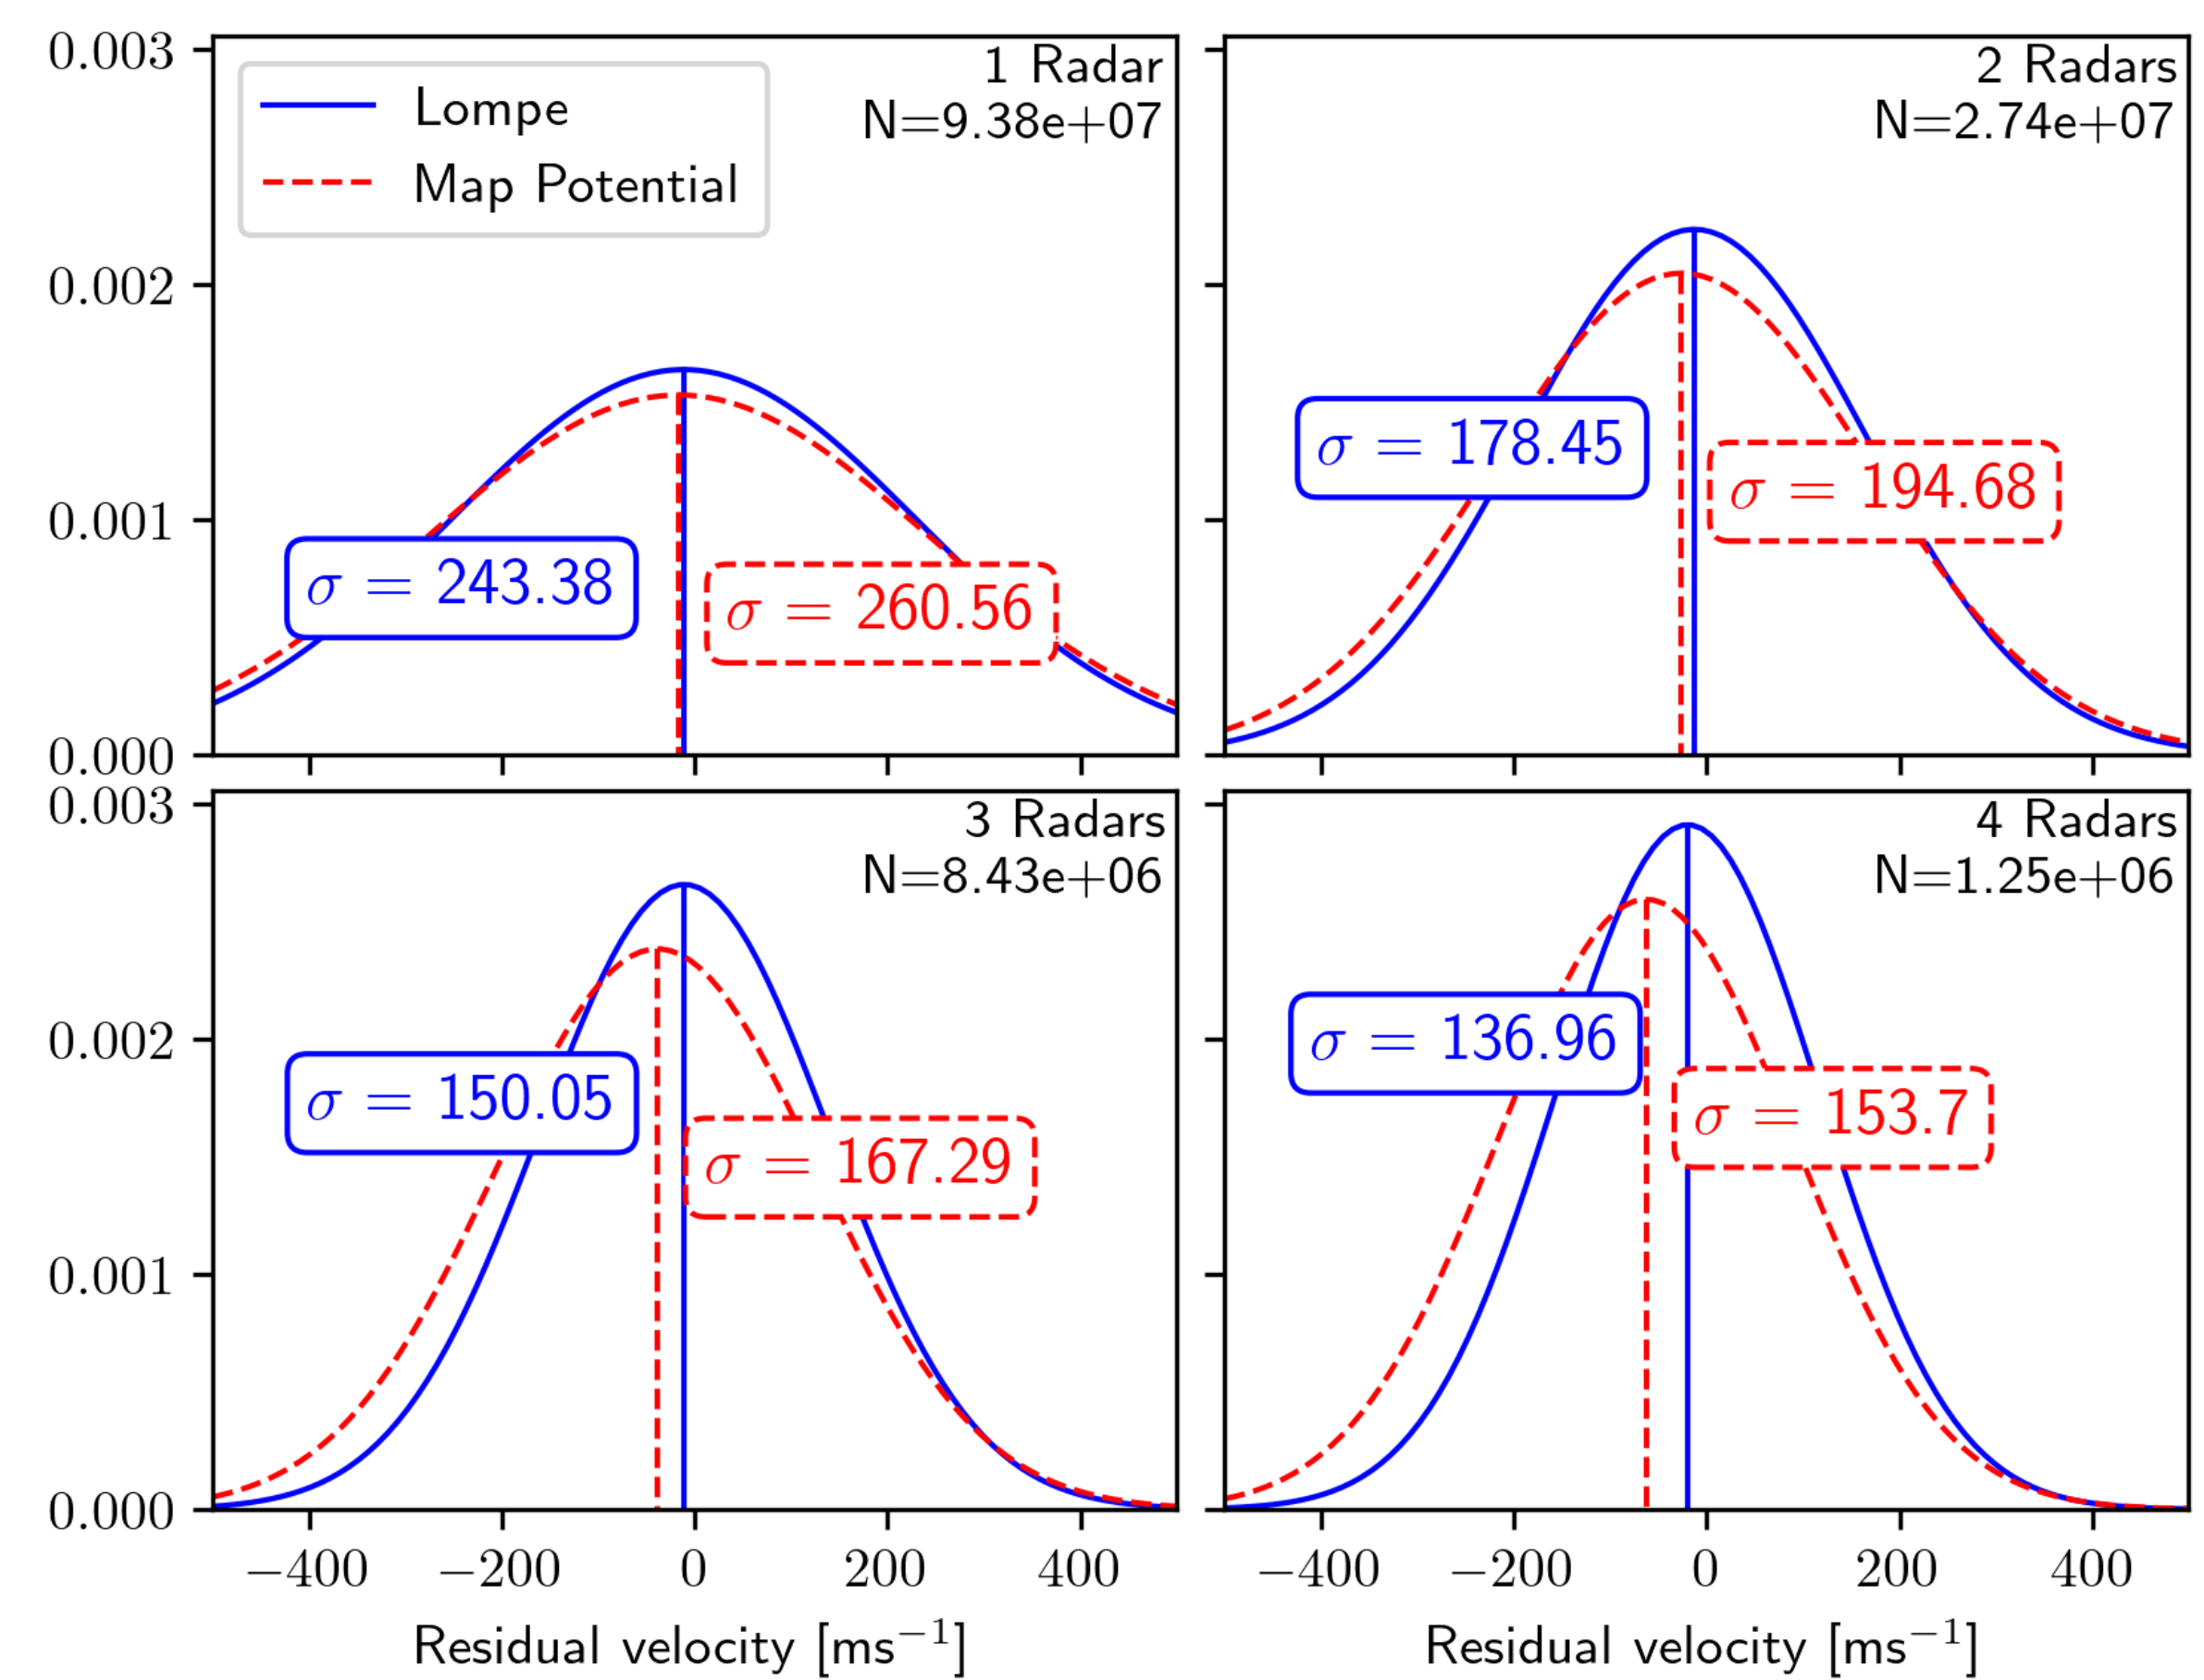 0.003
0.002
0.001
0.000
Lompe
Map Potential
1 Radar
N=9.38e+07
σ = 243.38
σ = 260.56
2 Radars
N=2.74e+07
σ = 178.45
σ = 194.68
0.003
0.002
0.001
0.000
3 Radars
N=8.43e+06
σ = 150.05
σ = 167.29
−400 −200 0 200 400
Residual velocity [ms⁻¹]
4 Radars
N=1.25e+06
σ = 136.96
σ = 153.7
−400 −200 0 200 400
Residual velocity [ms⁻¹]